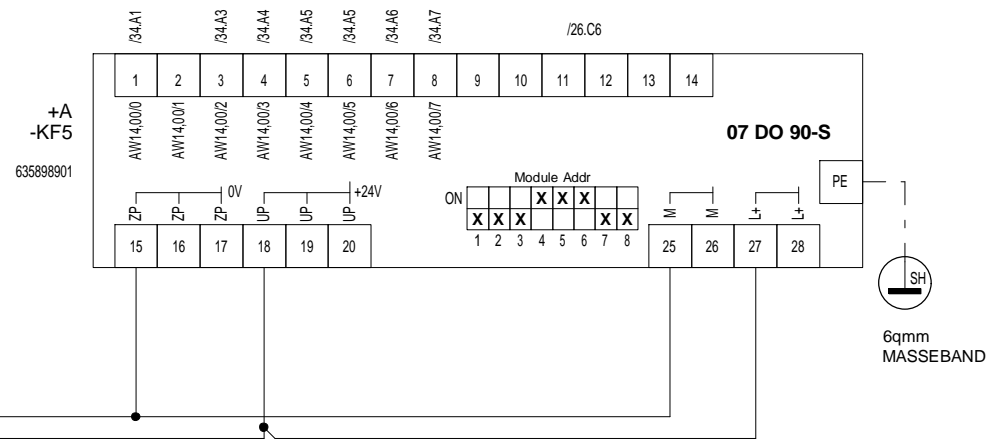 /34.A1 /34.A3 /34.A4 /34.A5 /34.A5 /34.A6 /34.A7 /26.C6
1 2 3 4 5 6 7 8 9 10 11 12 13 14
+A
-KF5
635898901
AW14,00/0 AW14,00/1 AW14,00/2 AW14,00/3 AW14,00/4 AW14,00/5 AW14,00/6 AW14,00/7
07 DO 90-S
Module Addr
ON X X X
X X X X X
1 2 3 4 5 6 7 8
PE
0V +24V
ZP ZP ZP UP UP UP M M L+ L+
15 16 17 18 19 20 25 26 27 28
SH
6qmm
MASSEBAND